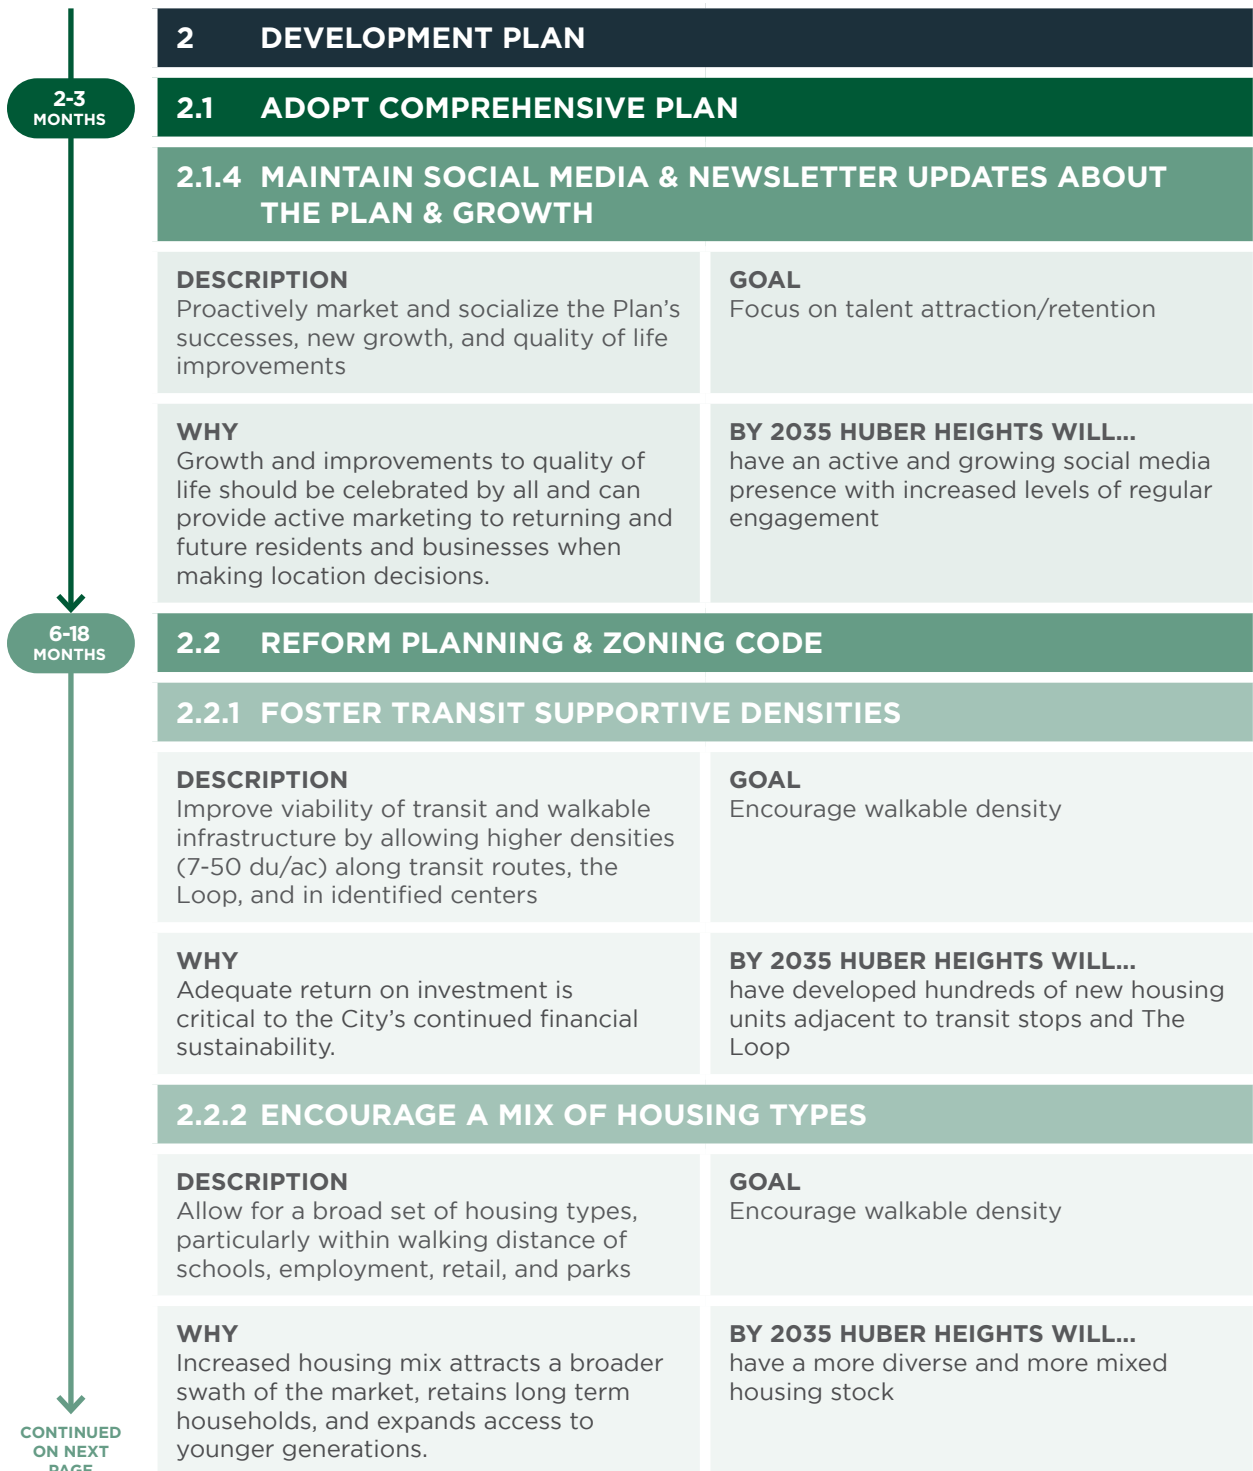 2 DEVELOPMENT PLAN
2-3
MONTHS
2.1 ADOPT COMPREHENSIVE PLAN
2.1.4 MAINTAIN SOCIAL MEDIA & NEWSLETTER UPDATES ABOUT
THE PLAN & GROWTH
DESCRIPTION
Proactively market and socialize the Plan’s
successes, new growth, and quality of life
improvements
GOAL
Focus on talent attraction/retention
WHY
Growth and improvements to quality of
life should be celebrated by all and can
provide active marketing to returning and
future residents and businesses when
making location decisions.
BY 2035 HUBER HEIGHTS WILL...
have an active and growing social media
presence with increased levels of regular
engagement
6-18
MONTHS
2.2 REFORM PLANNING & ZONING CODE
2.2.1 FOSTER TRANSIT SUPPORTIVE DENSITIES
DESCRIPTION
Improve viability of transit and walkable
infrastructure by allowing higher densities
(7-50 du/ac) along transit routes, the
Loop, and in identified centers
GOAL
Encourage walkable density
WHY
Adequate return on investment is
critical to the City’s continued financial
sustainability.
BY 2035 HUBER HEIGHTS WILL...
have developed hundreds of new housing
units adjacent to transit stops and The
Loop
2.2.2 ENCOURAGE A MIX OF HOUSING TYPES
DESCRIPTION
Allow for a broad set of housing types,
particularly within walking distance of
schools, employment, retail, and parks
GOAL
Encourage walkable density
WHY
Increased housing mix attracts a broader
swath of the market, retains long term
households, and expands access to
younger generations.
BY 2035 HUBER HEIGHTS WILL...
have a more diverse and more mixed
housing stock
CONTINUED
ON NEXT
PAGE